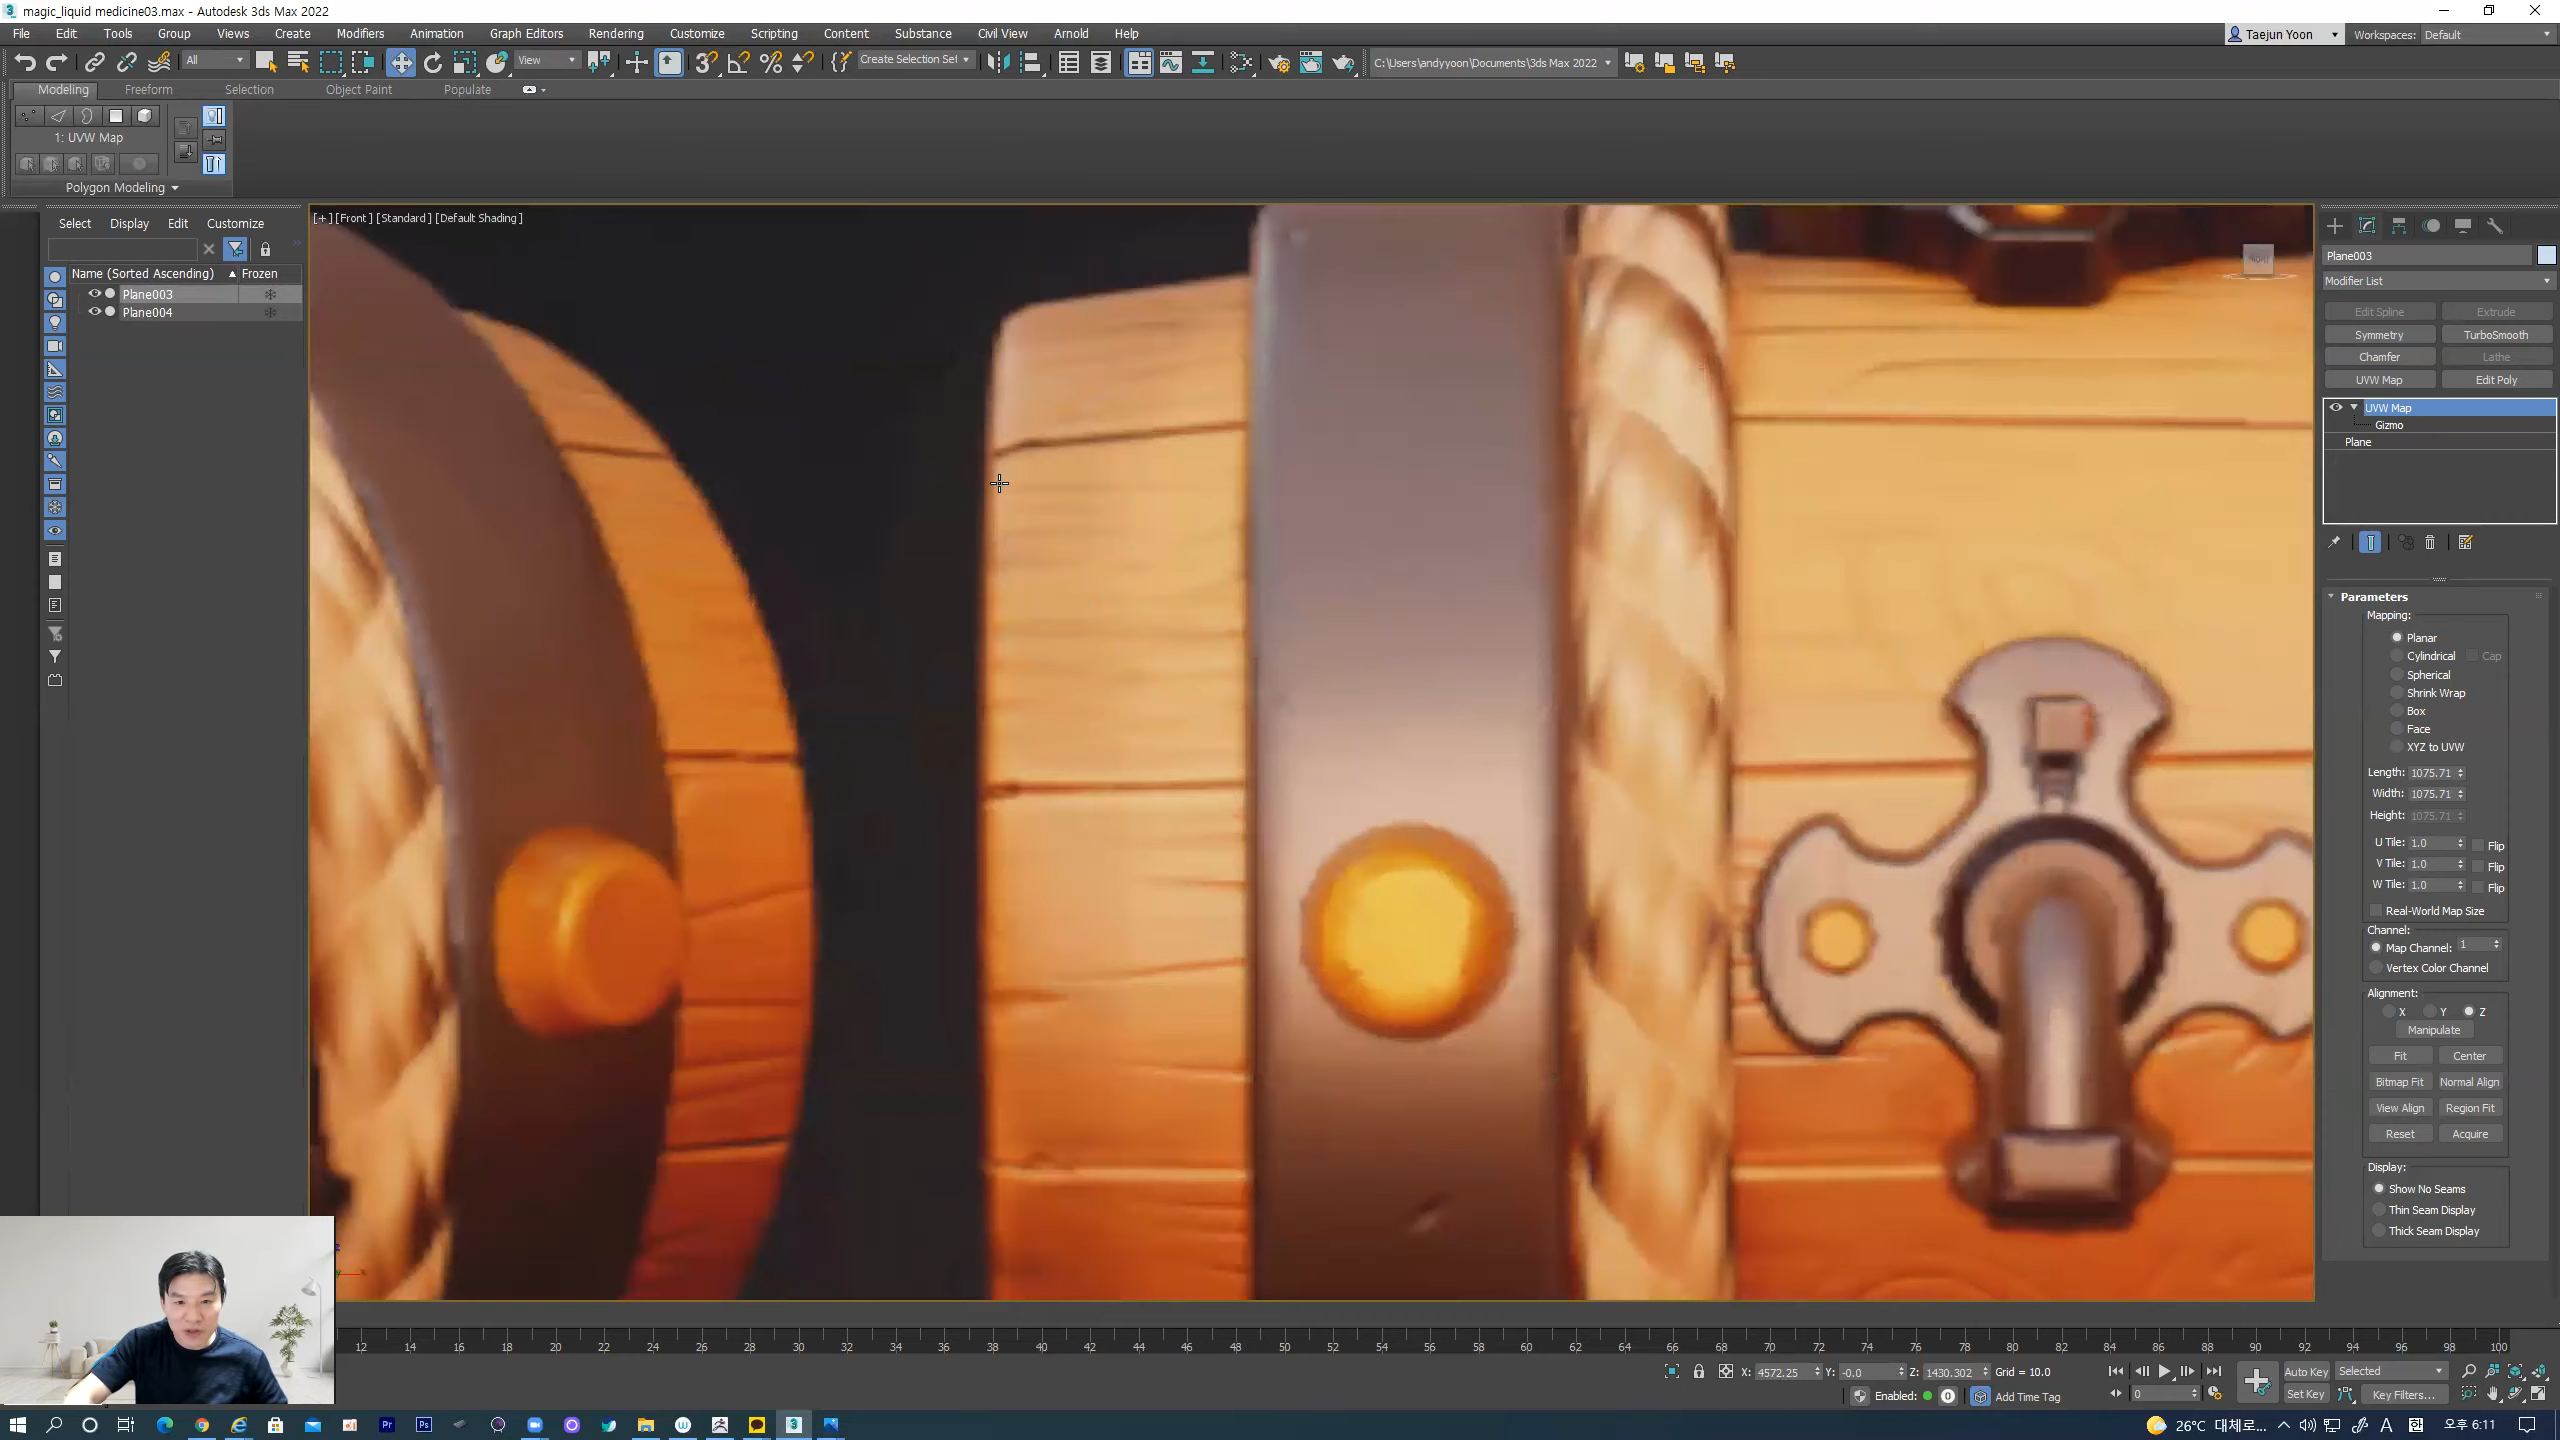 magic_liquid medicine03.max - Autodesk 3ds Max 2022
File Edit Tools Group Views Create Modifiers Animation Graph Editors Rendering Customize Scripting Content Substance Civil View Arnold Help
Taejun Yoon Workspaces: Default
All View Create Selection Set C:\Users\andyyoon\Documents\3ds Max 2022
Modeling Freeform Selection Object Paint Populate
1: UVW Map
Polygon Modeling
Select Display Edit Customize
Name (Sorted Ascending) Frozen
Plane003
Plane004
[+] [Front] [Standard] [Default Shading]
Plane003
Modifier List
Edit Spline Extrude
Symmetry TurboSmooth
Chamfer Lathe
UVW Map Edit Poly
UVW Map
Gizmo
Plane
Parameters
Mapping:
Planar
Cylindrical Cap
Spherical
Shrink Wrap
Box
Face
XYZ to UVW
Length: 1075.71
Width: 1075.71
Height: 1075.71
U Tile: 1.0 Flip
V Tile: 1.0 Flip
W Tile: 1.0 Flip
Real-World Map Size
Channel:
Map Channel: 1
Vertex Color Channel
Alignment:
X Y Z
Manipulate
Fit Center
Bitmap Fit Normal Align
View Align Region Fit
Reset Acquire
Display:
Show No Seams
Thin Seam Display
Thick Seam Display
12 14 16 18 20 22 24 26 28 30 32 34 36 38 40 42 44 46 48 50 52 54 56 58 60 62 64 66 68 70 72 74 76 78 80 82 84 86 88 90 92 94 96 98 100
X: 4572.25 Y: -0.0 Z: 1430.302 Grid = 10.0 Auto Key Selected
Enabled: 0 Add Time Tag 0 Set Key Key Filters...
26°C 대체로... A 한 오후 6:11